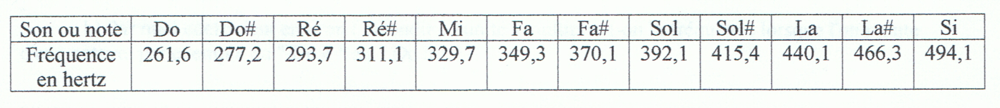 Son ou note Do Do# Ré Ré# Mi Fa Fa# Sol Sol# La La# Si
Fréquence 261,6 277,2 293,7 311,1 329,7 349,3 370,1 392,1 415,4 440,1 466,3 494,1
en hertz